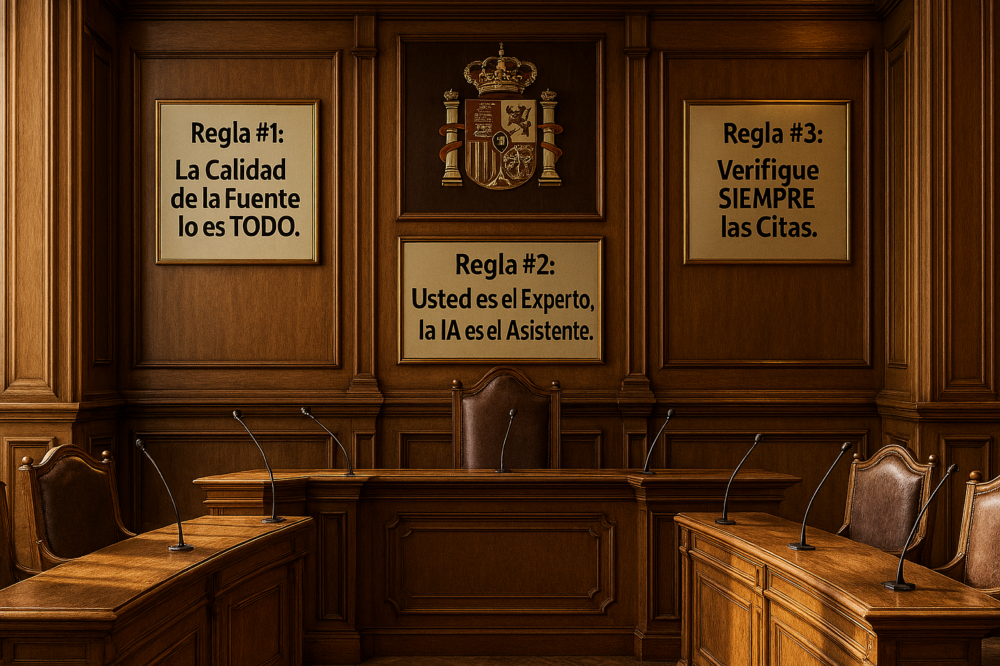 Regla #1:
La Calidad
de la Fuente
lo es TODO.
Regla #2:
Usted es el Experto,
la IA es el Asistente.
Regla #3:
Verifigue
SIEMPRE
las Citas.